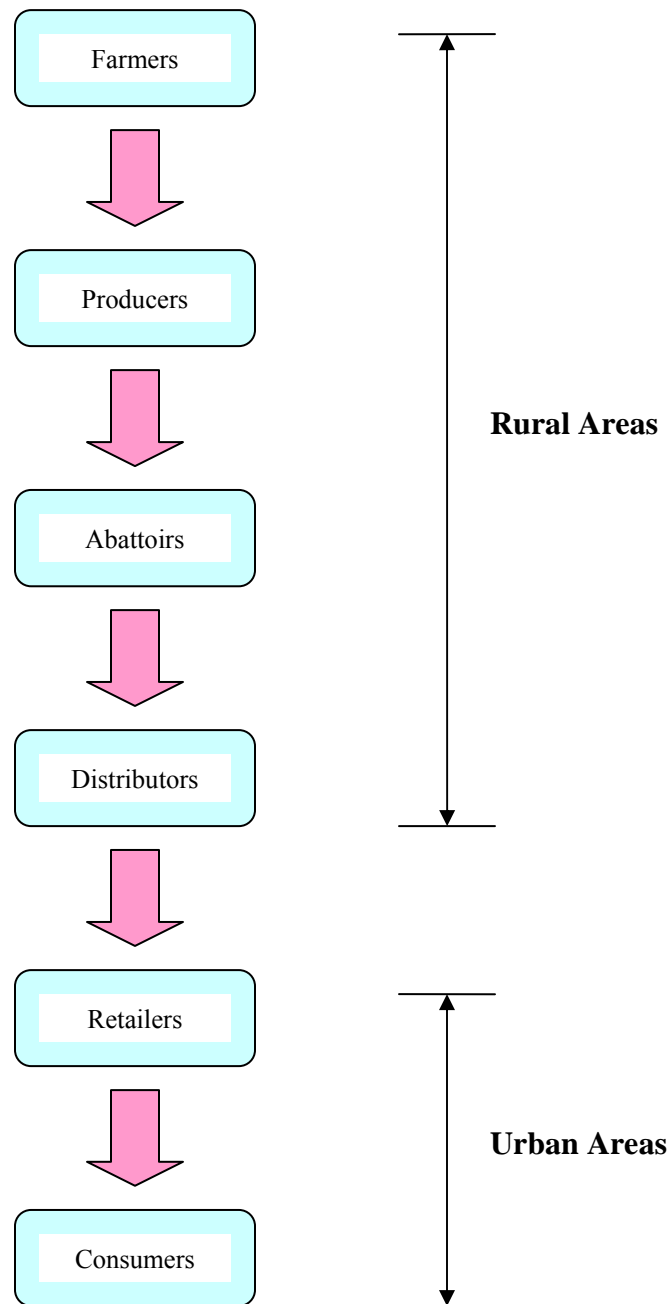 Farmers
Producers
Rural Areas
Abattoirs
Distributors
Retailers
Urban Areas
Consumers